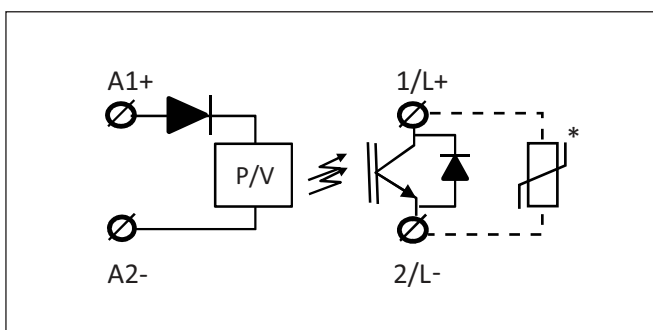 A1+
1/L+
*
P/V
A2-
2/L-